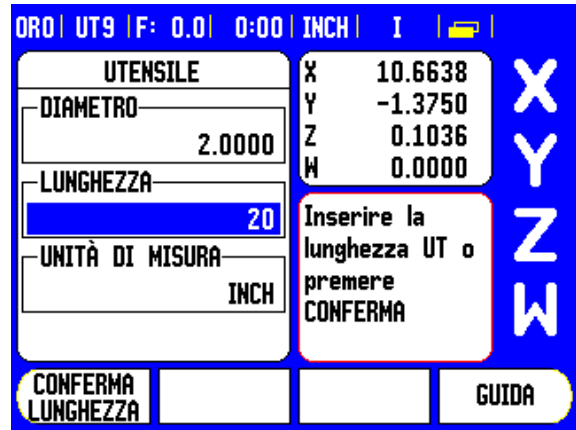 ORO| UT9 |F: 0.0| 0:00| INCH| I | |
UTENSILE
DIAMETRO
2.0000
LUNGHEZZA
20
UNITÀ DI MISURA
INCH
X 10.6638
Y -1.3750
Z 0.1036
W 0.0000
Inserire la
lunghezza UT o
premere
CONFERMA
X
Y
Z
W
CONFERMA
LUNGHEZZA
GUIDA